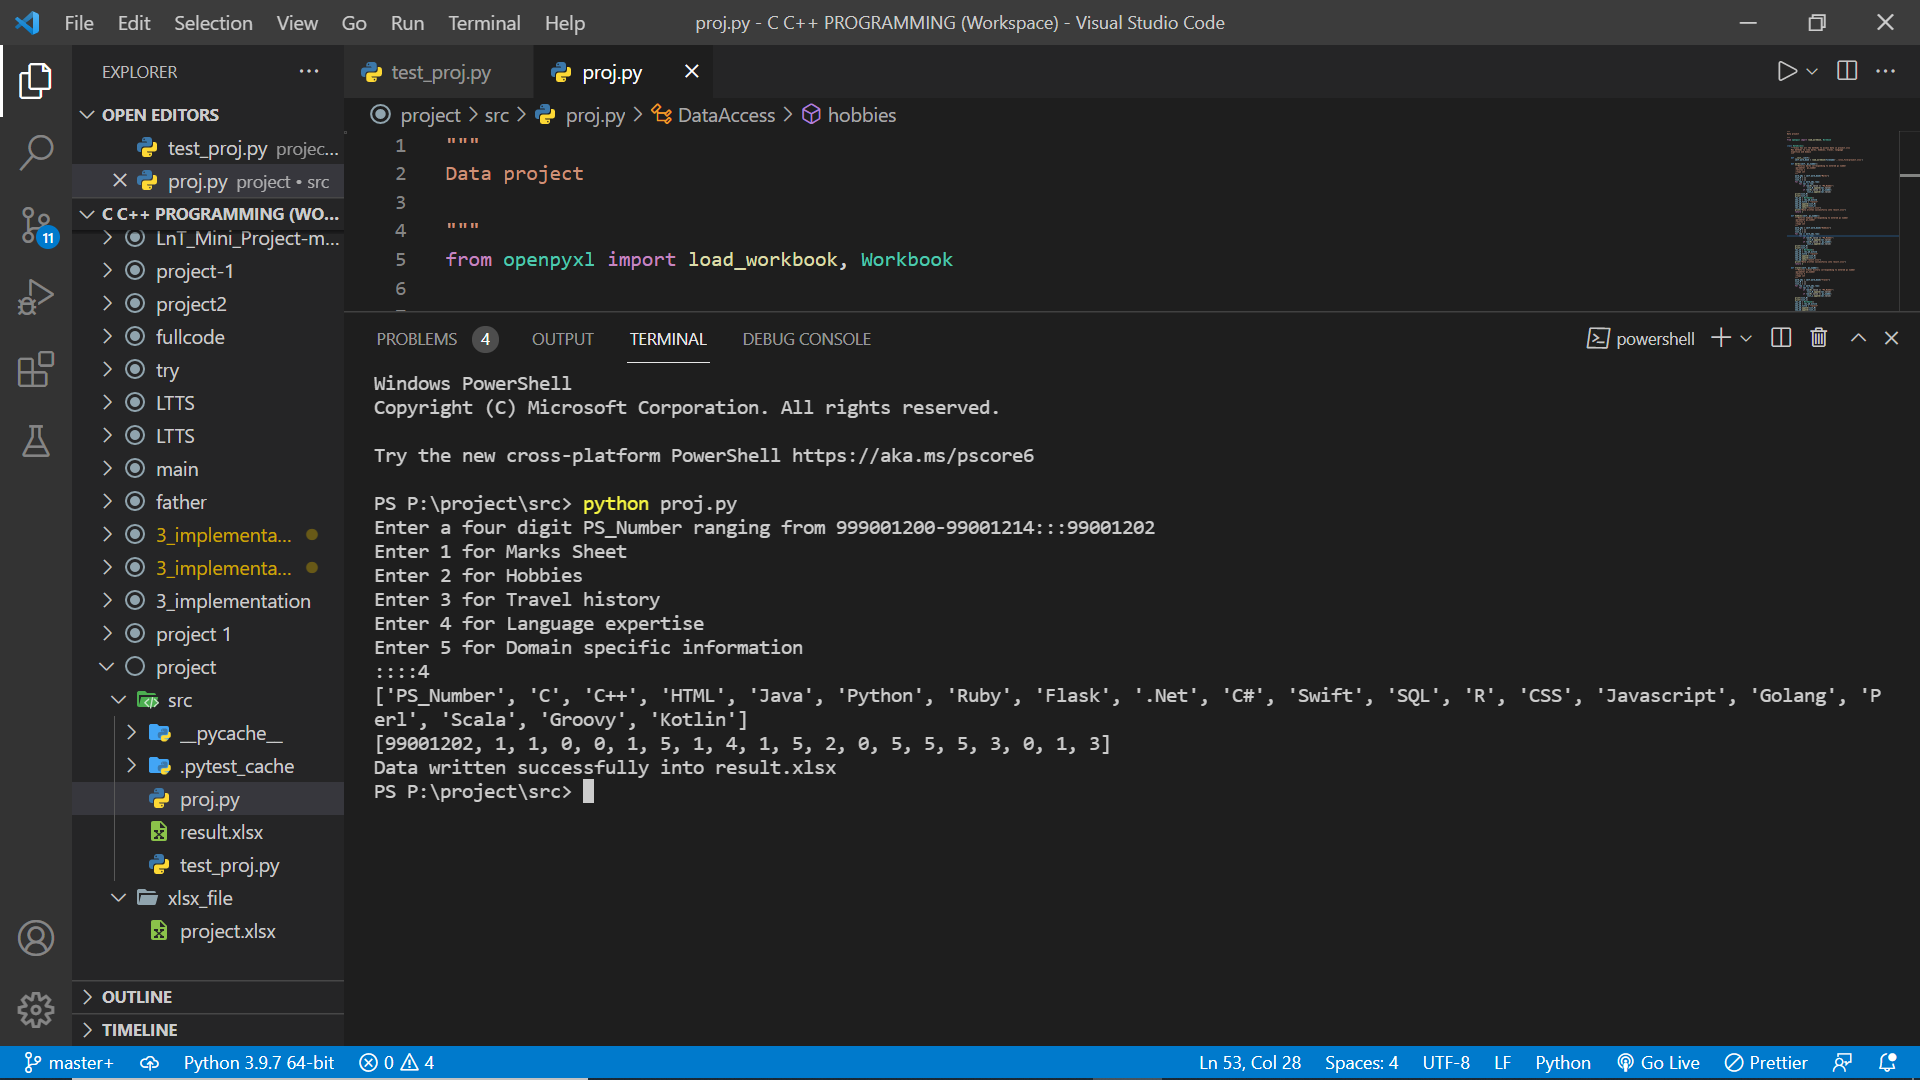 File Edit Selection View Go Run Terminal Help
proj.py - C C++ PROGRAMMING (Workspace) - Visual Studio Code
EXPLORER
OPEN EDITORS
test_proj.py projec...
proj.py project • src
C C++ PROGRAMMING (WO...
LnT_Mini_Project-m...
project-1
project2
fullcode
try
LTTS
LTTS
main
father
3_implementa...
3_implementa...
3_implementation
project 1
project
src
__pycache__
.pytest_cache
proj.py
result.xlsx
test_proj.py
xlsx_file
project.xlsx
OUTLINE
TIMELINE
11
test_proj.py
proj.py
project > src > proj.py > DataAccess > hobbies
1 """
2 Data project
3
4 """
5 from openpyxl import load_workbook, Workbook
6
PROBLEMS 4 OUTPUT TERMINAL DEBUG CONSOLE
powershell
Windows PowerShell
Copyright (C) Microsoft Corporation. All rights reserved.
Try the new cross-platform PowerShell https://aka.ms/pscore6
PS P:\project\src> python proj.py
Enter a four digit PS_Number ranging from 999001200-99001214:::99001202
Enter 1 for Marks Sheet
Enter 2 for Hobbies
Enter 3 for Travel history
Enter 4 for Language expertise
Enter 5 for Domain specific information
::::4
['PS_Number', 'C', 'C++', 'HTML', 'Java', 'Python', 'Ruby', 'Flask', '.Net', 'C#', 'Swift', 'SQL', 'R', 'CSS', 'Javascript', 'Golang', 'P
erl', 'Scala', 'Groovy', 'Kotlin']
[99001202, 1, 1, 0, 0, 1, 5, 1, 4, 1, 5, 2, 0, 5, 5, 5, 3, 0, 1, 3]
Data written successfully into result.xlsx
PS P:\project\src>
master+ Python 3.9.7 64-bit 0 4
Ln 53, Col 28 Spaces: 4 UTF-8 LF Python Go Live Prettier